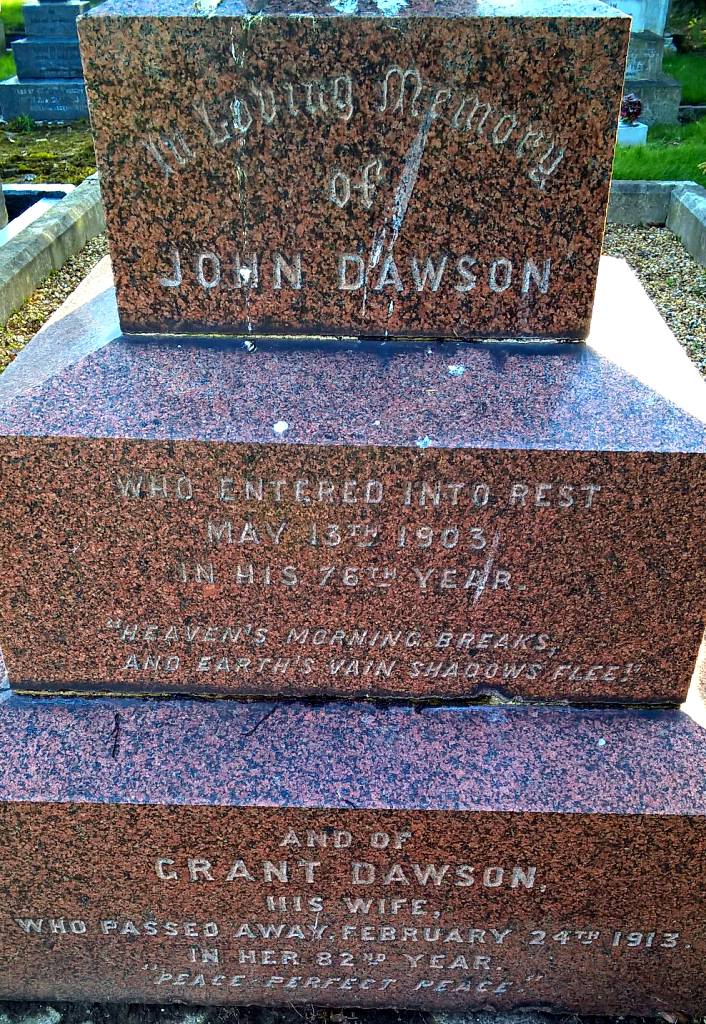 In Loving Memory
of
JOHN DAWSON
WHO ENTERED INTO REST
MAY 13TH 1903,
IN HIS 76TH YEAR.
"HEAVEN'S MORNING BREAKS,
AND EARTH'S VAIN SHADOWS FLEE!"
AND OF
GRANT DAWSON,
HIS WIFE,
WHO PASSED AWAY, FEBRUARY 24TH 1913.
IN HER 82ND YEAR.
"PEACE PERFECT PEACE."